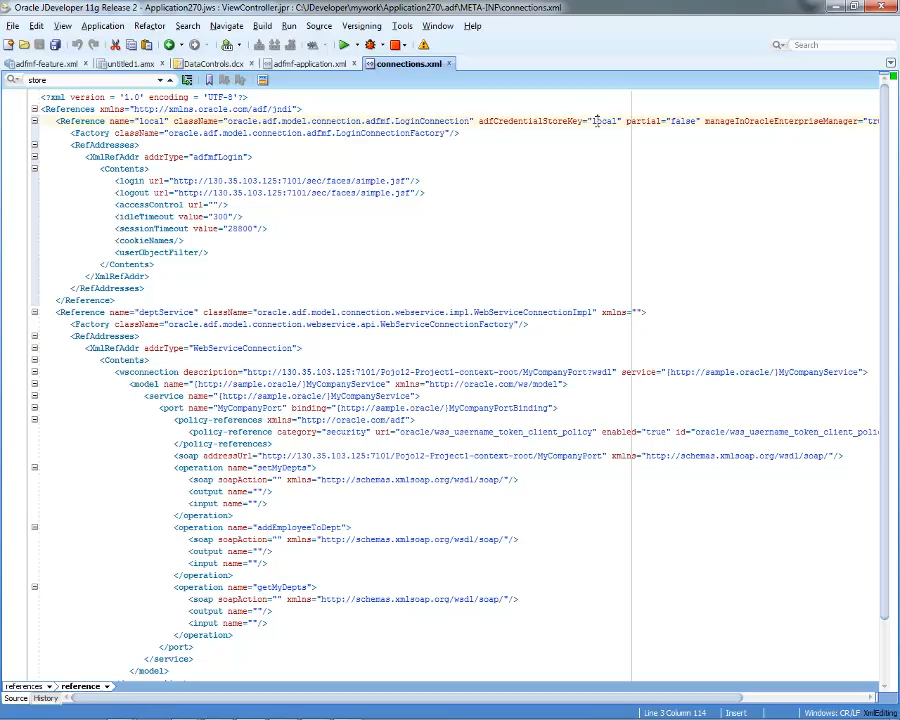 Oracle JDeveloper 11g Release 2 - Application270.jws : ViewController.jpr : C:\JDeveloper\mywork\Application270\.adf\META-INF\connections.xml
File Edit View Application Refactor Search Navigate Build Run Source Versioning Tools Window Help
Search
adfmf-feature.xml untitled1.amx DataControls.dcx adfmf-application.xml connections.xml
store
<?xml version = '1.0' encoding = 'UTF-8'?>
<References xmlns="http://xmlns.oracle.com/adf/jndi">
<Reference name="local" className="oracle.adf.model.connection.adfmf.LoginConnection" adfCredentialStoreKey="local" partial="false" manageInOracleEnterpriseManager="tru
<Factory className="oracle.adf.model.connection.adfmf.LoginConnectionFactory"/>
<RefAddresses>
<XmlRefAddr addrType="adfmfLogin">
<Contents>
<login url="http://130.35.103.125:7101/sec/faces/simple.jsf"/>
<logout url="http://130.35.103.125:7101/sec/faces/simple.jsf"/>
<accessControl url=""/>
<idleTimeout value="300"/>
<sessionTimeout value="28800"/>
<cookieNames/>
<userObjectFilter/>
</Contents>
</XmlRefAddr>
</RefAddresses>
</Reference>
<Reference name="deptService" className="oracle.adf.model.connection.webservice.impl.WebServiceConnectionImpl" xmlns="">
<Factory className="oracle.adf.model.connection.webservice.api.WebServiceConnectionFactory"/>
<RefAddresses>
<XmlRefAddr addrType="WebServiceConnection">
<Contents>
<wsconnection description="http://130.35.103.125:7101/Pojo12-Project1-context-root/MyCompanyPort?wsdl" service="{http://sample.oracle/}MyCompanyService">
<model name="{http://sample.oracle/}MyCompanyService" xmlns="http://oracle.com/ws/model">
<service name="{http://sample.oracle/}MyCompanyService">
<port name="MyCompanyPort" binding="{http://sample.oracle/}MyCompanyPortBinding">
<policy-references xmlns="http://oracle.com/adf">
<policy-reference category="security" uri="oracle/wss_username_token_client_policy" enabled="true" id="oracle/wss_username_token_client_polic
</policy-references>
<soap addressUrl="http://130.35.103.125:7101/Pojo12-Project1-context-root/MyCompanyPort" xmlns="http://schemas.xmlsoap.org/wsdl/soap/"/>
<operation name="setMyDepts">
<soap soapAction="" xmlns="http://schemas.xmlsoap.org/wsdl/soap/"/>
<output name=""/>
<input name=""/>
</operation>
<operation name="addEmployeeToDept">
<soap soapAction="" xmlns="http://schemas.xmlsoap.org/wsdl/soap/"/>
<output name=""/>
<input name=""/>
</operation>
<operation name="getMyDepts">
<soap soapAction="" xmlns="http://schemas.xmlsoap.org/wsdl/soap/"/>
<output name=""/>
<input name=""/>
</operation>
</port>
</service>
</model>
references reference
Source History
Line 3 Column 114 Insert Windows: CR/LF XmlEditing